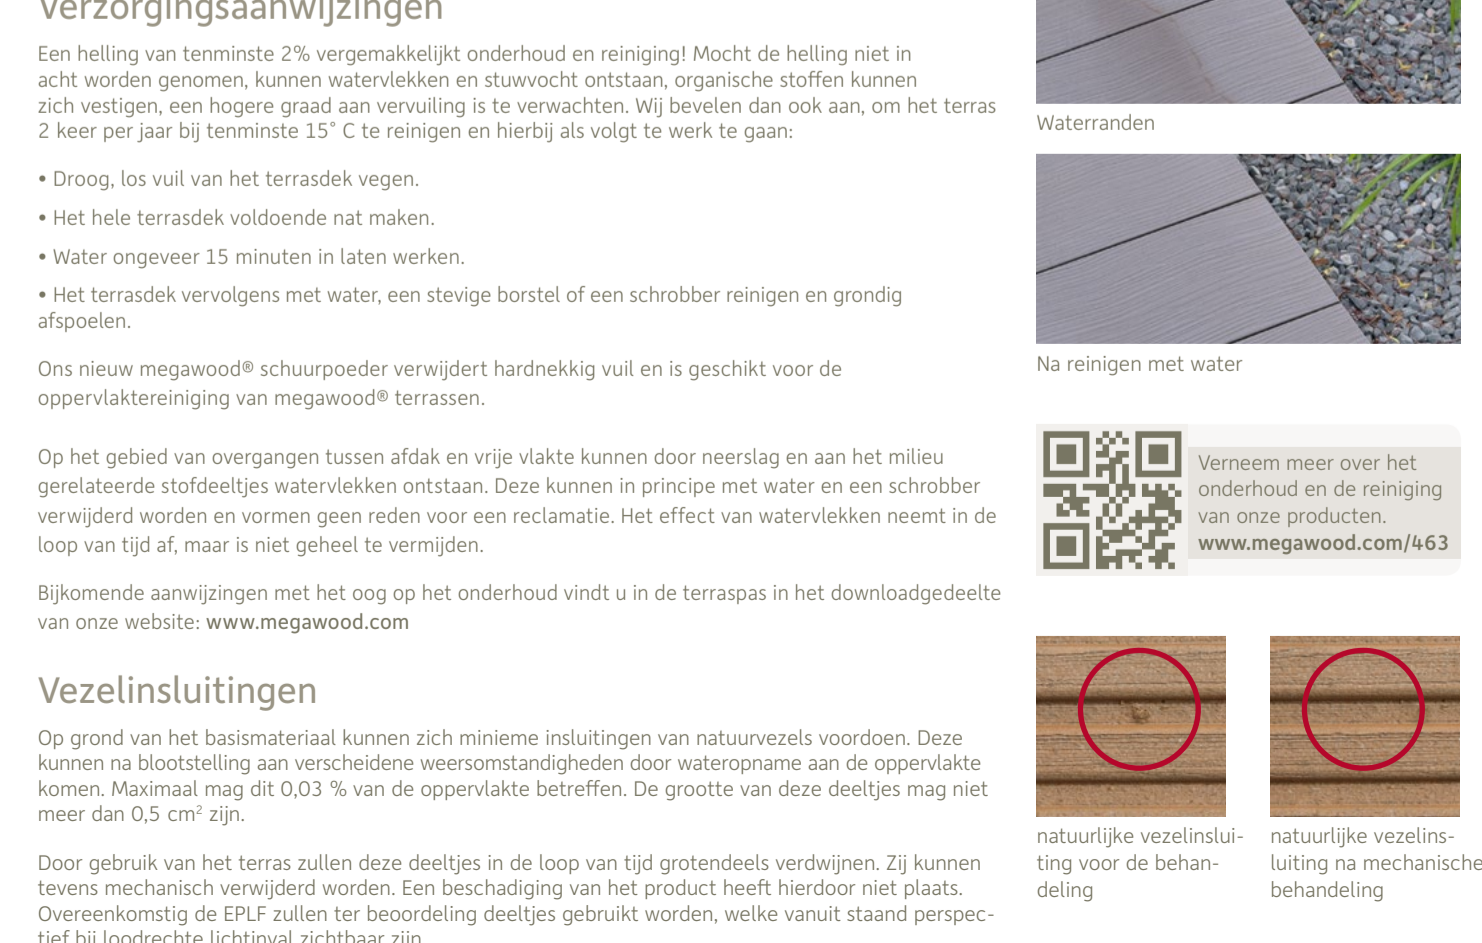 Verzorgingsaanwijzingen
Een helling van tenminste 2% vergemakkelijkt onderhoud en reiniging! Mocht de helling niet in
acht worden genomen, kunnen watervlekken en stuwvocht ontstaan, organische stoffen kunnen
zich vestigen, een hogere graad aan vervuiling is te verwachten. Wij bevelen dan ook aan, om het terras
2 keer per jaar bij tenminste 15° C te reinigen en hierbij als volgt te werk te gaan:
• Droog, los vuil van het terrasdek vegen.
• Het hele terrasdek voldoende nat maken.
• Water ongeveer 15 minuten in laten werken.
• Het terrasdek vervolgens met water, een stevige borstel of een schrobber reinigen en grondig
afspoelen.
Ons nieuw megawood® schuurpoeder verwijdert hardnekkig vuil en is geschikt voor de
oppervlaktereiniging van megawood® terrassen.
Op het gebied van overgangen tussen afdak en vrije vlakte kunnen door neerslag en aan het milieu
gerelateerde stofdeeltjes watervlekken ontstaan. Deze kunnen in principe met water en een schrobber
verwijderd worden en vormen geen reden voor een reclamatie. Het effect van watervlekken neemt in de
loop van tijd af, maar is niet geheel te vermijden.
Bijkomende aanwijzingen met het oog op het onderhoud vindt u in de terraspas in het downloadgedeelte
van onze website: www.megawood.com
Vezelinsluitingen
Op grond van het basismateriaal kunnen zich minieme insluitingen van natuurvezels voordoen. Deze
kunnen na blootstelling aan verscheidene weersomstandigheden door wateropname aan de oppervlakte
komen. Maximaal mag dit 0,03 % van de oppervlakte betreffen. De grootte van deze deeltjes mag niet
meer dan 0,5 cm² zijn.
Door gebruik van het terras zullen deze deeltjes in de loop van tijd grotendeels verdwijnen. Zij kunnen
tevens mechanisch verwijderd worden. Een beschadiging van het product heeft hierdoor niet plaats.
Overeenkomstig de EPLF zullen ter beoordeling deeltjes gebruikt worden, welke vanuit staand perspec-
tief bij loodrechte lichtinval zichtbaar zijn.
Waterranden
Na reinigen met water
Verneem meer over het
onderhoud en de reiniging
van onze producten.
www.megawood.com/463
natuurlijke vezelinslui-
ting voor de behan-
deling
natuurlijke vezelins-
luiting na mechanische
behandeling